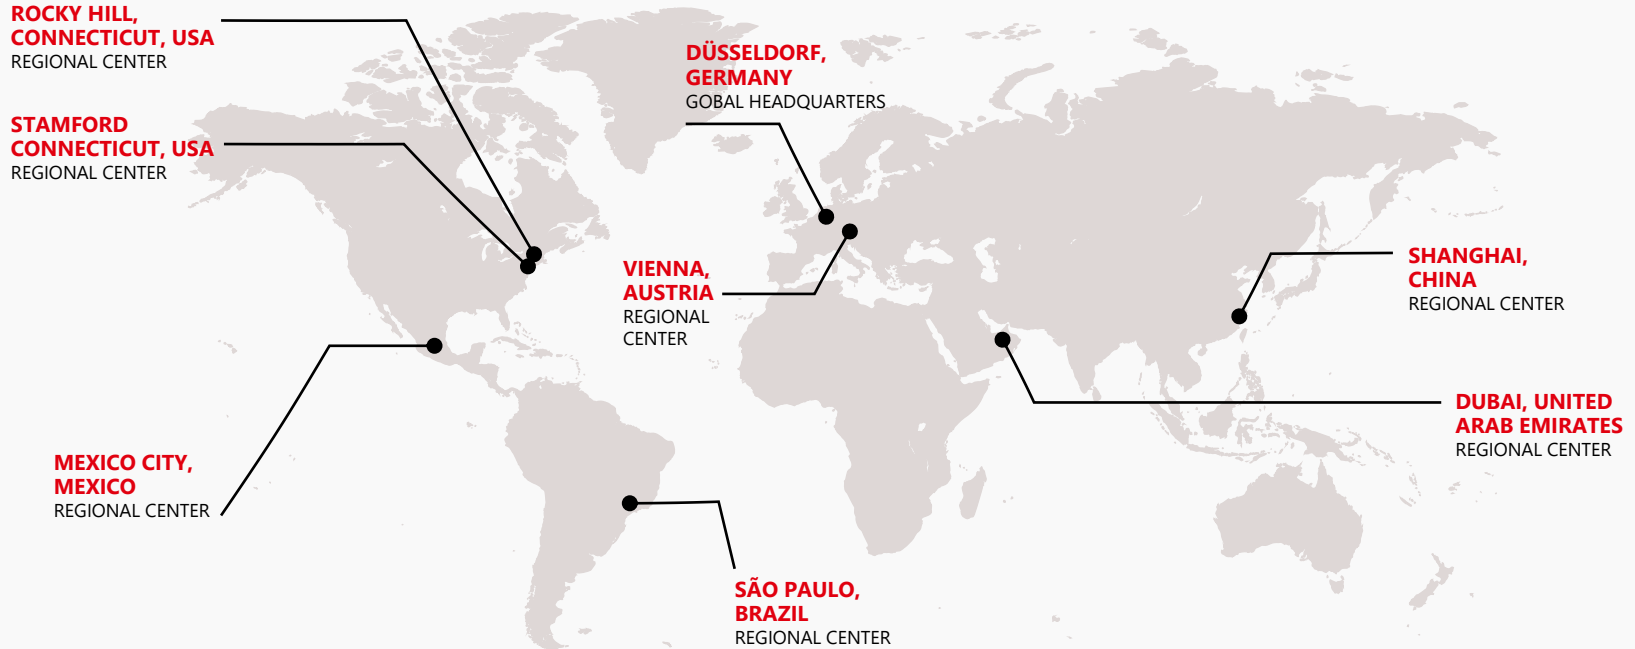 ROCKY HILL,
CONNECTICUT, USA
REGIONAL CENTER
STAMFORD
CONNECTICUT, USA
REGIONAL CENTER
DÜSSELDORF,
GERMANY
GOBAL HEADQUARTERS
VIENNA,
AUSTRIA
REGIONAL
CENTER
SHANGHAI,
CHINA
REGIONAL CENTER
DUBAI, UNITED
ARAB EMIRATES
REGIONAL CENTER
MEXICO CITY,
MEXICO
REGIONAL CENTER
SÃO PAULO,
BRAZIL
REGIONAL CENTER